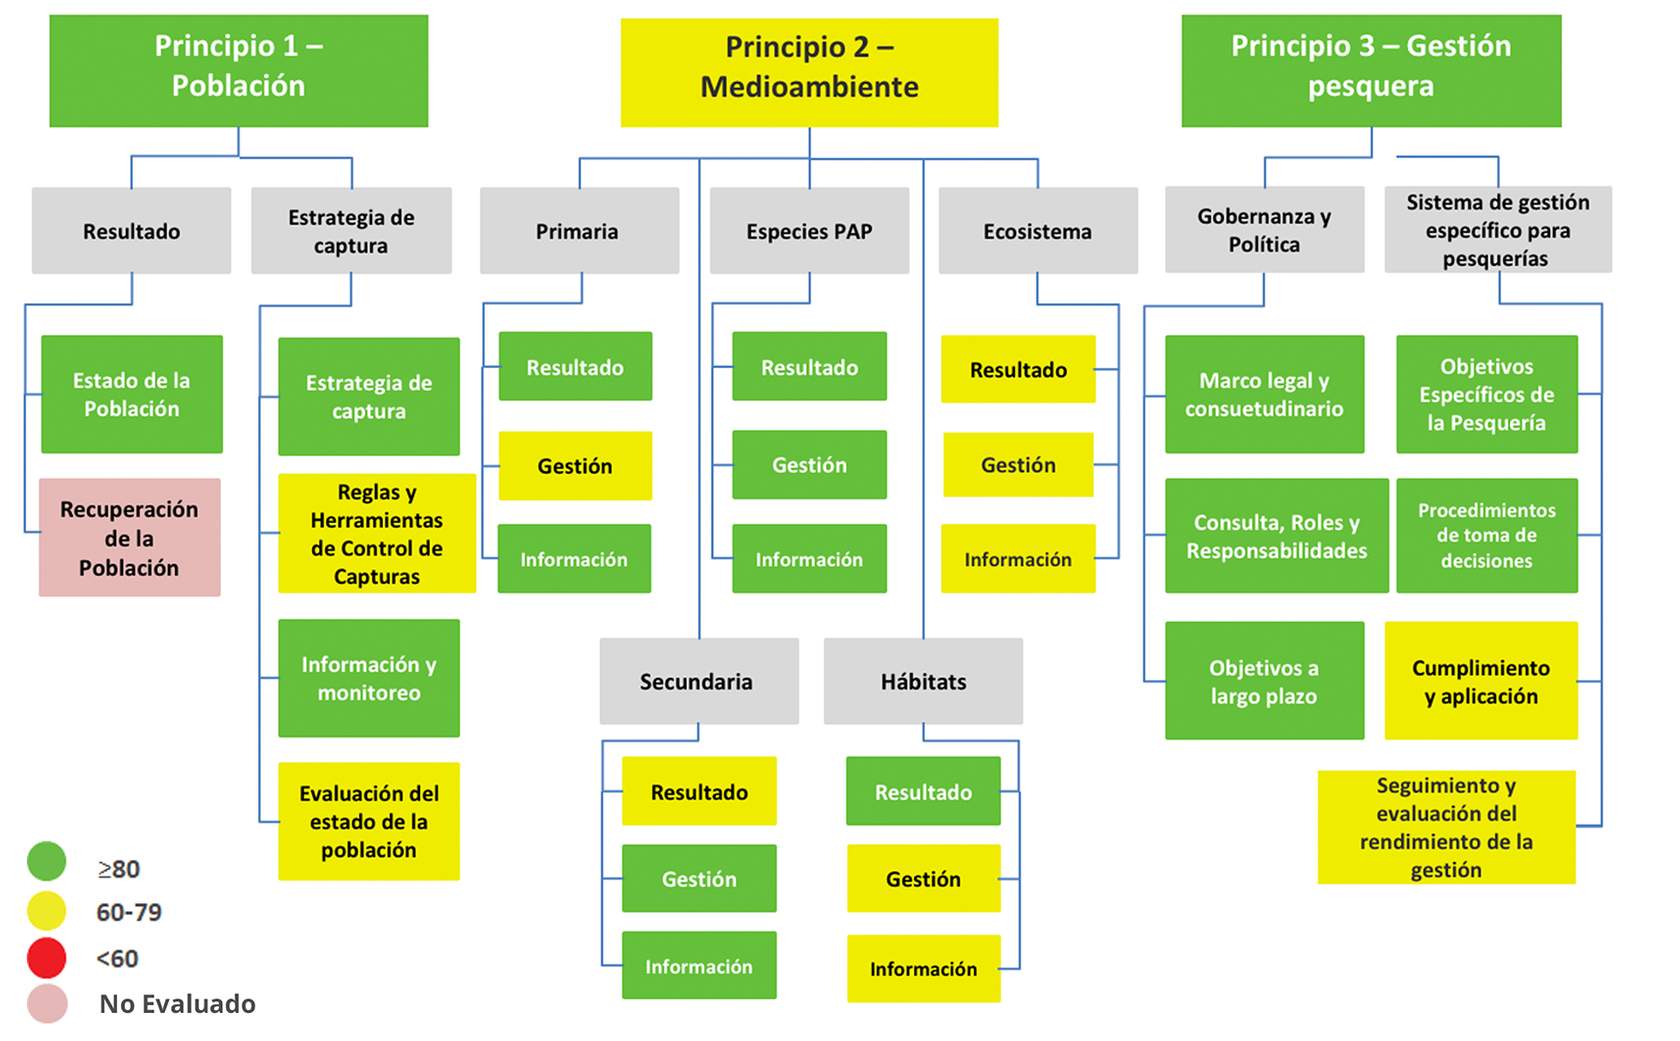 Principio 1 –
Población
Principio 2 –
Medioambiente
Principio 3 – Gestión
pesquera
Resultado
Estrategia de
captura
Primaria
Especies PAP
Ecosistema
Gobernanza y
Política
Sistema de gestión
específico para
pesquerías
Estado de la
Población
Recuperación
de la
Población
Estrategia de
captura
Reglas y
Herramientas
de Control de
Capturas
Información y
monitoreo
Evaluación del
estado de la
población
Resultado
Gestión
Información
Resultado
Gestión
Información
Resultado
Gestión
Información
Secundaria
Resultado
Gestión
Información
Hábitats
Resultado
Gestión
Información
Marco legal y
consuetudinario
Consulta, Roles y
Responsabilidades
Objetivos a
largo plazo
Objetivos
Específicos de
la Pesquería
Procedimientos
de toma de
decisiones
Cumplimiento
y aplicación
Seguimiento y
evaluación del
rendimiento de la
gestión
≥80
60-79
<60
No Evaluado